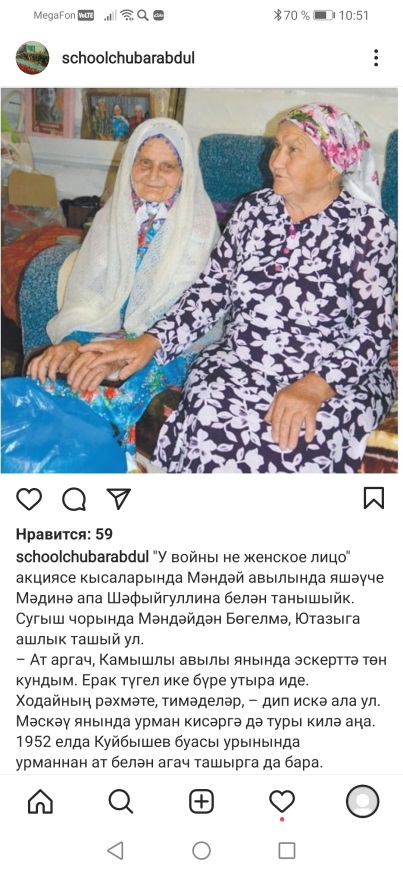 MegaFon VoLTE 70 % 10:51
schoolchubarabdul
Нравится: 59
schoolchubarabdul "У войны не женское лицо"
акциясе кысаларында Мәндәй авылында яшәүче
Мәдинә апа Шәфыйгуллина белән танышыйк.
Сугыш чорында Мәндәйдән Бөгелмә, Ютазыга
ашлык ташый ул.
– Ат аргач, Камышлы авылы янында эскерттә төн
кундым. Ерак түгел ике бүре утыра иде.
Ходайның рәхмәте, тимәделәр, – дип искә ала ул.
Мәскәү янында урман кисәргә дә туры килә аңа.
1952 елда Куйбышев буасы урынында
урманнан ат белән агач ташырга да бара.